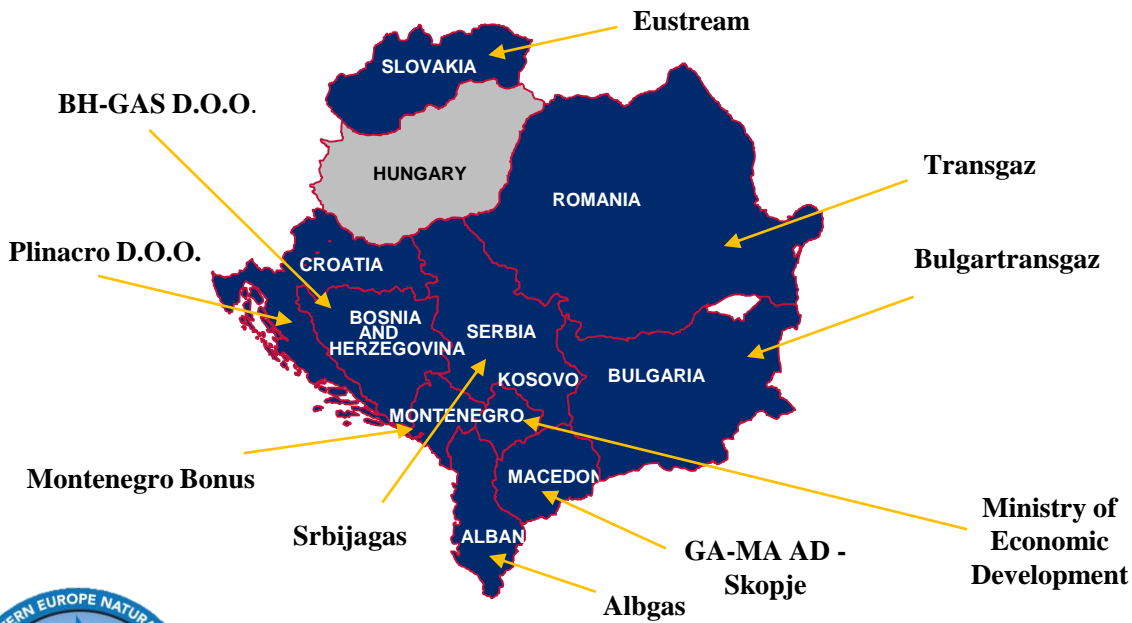 Eustream
SLOVAKIA
BH-GAS D.O.O.
HUNGARY
Transgaz
ROMANIA
Plinacro D.O.O.
CROATIA
Bulgartransgaz
BOSNIA
AND
HERZEGOVINA
SERBIA
KOSOVO
BULGARIA
MONTENEGRO
Montenegro Bonus
MACEDON
Srbijagas
ALBAN
GA-MA AD -
Skopje
Ministry of
Economic
Development
Albgas
EUROPE